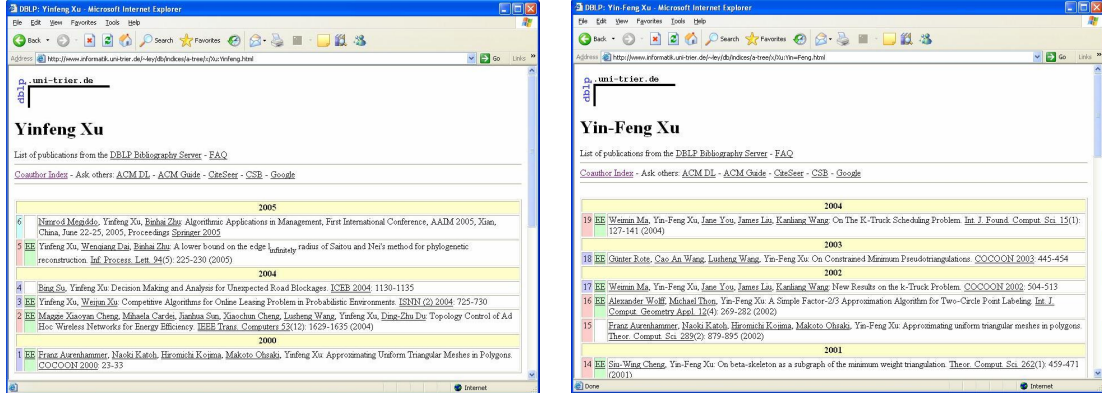 DBLP: Yinfeng Xu - Microsoft Internet Explorer
File Edit View Favorites Tools Help
Back Search Favorites
Address http://www.informatik.uni-trier.de/~ley/db/indices/a-tree/x/Xu:Yinfeng.html Go Links
dblp .uni-trier.de
Yinfeng Xu
List of publications from the DBLP Bibliography Server - FAQ
Coauthor Index - Ask others: ACM DL - ACM Guide - CiteSeer - CSB - Google
2005
6 Nimrod Megiddo, Yinfeng Xu, Binhai Zhu: Algorithmic Applications in Management, First International Conference, AAIM 2005, Xian,
China, June 22-25, 2005, Proceedings Springer 2005
5 EE Yinfeng Xu, Wenqiang Dai, Binhai Zhu: A lower bound on the edge l_infinitely radius of Saitou and Nei's method for phylogenetic
reconstruction. Inf. Process. Lett. 94(5): 225-230 (2005)
2004
4 Bing Su, Yinfeng Xu: Decision Making and Analysis for Unexpected Road Blockages. ICEB 2004: 1130-1135
3 EE Yinfeng Xu, Weijun Xu: Competitive Algorithms for Online Leasing Problem in Probabilistic Environments. ISNN (2) 2004: 725-730
2 EE Maggie Xiaoyan Cheng, Mihaela Cardei, Jianhua Sun, Xiaochun Cheng, Lusheng Wang, Yinfeng Xu, Ding-Zhu Du: Topology Control of Ad
Hoc Wireless Networks for Energy Efficiency. IEEE Trans. Computers 53(12): 1629-1635 (2004)
2000
1 EE Franz Aurenhammer, Naoki Katoh, Hiromichi Kojima, Makoto Ohsaki, Yinfeng Xu: Approximating Uniform Triangular Meshes in Polygons.
COCOON 2000: 23-33
Internet
DBLP: Yin-Feng Xu - Microsoft Internet Explorer
File Edit View Favorites Tools Help
Back Search Favorites
Address http://www.informatik.uni-trier.de/~ley/db/indices/a-tree/x/Xu:Yin=Feng.html Go Links
dblp .uni-trier.de
Yin-Feng Xu
List of publications from the DBLP Bibliography Server - FAQ
Coauthor Index - Ask others: ACM DL - ACM Guide - CiteSeer - CSB - Google
2004
19 EE Weimin Ma, Yin-Feng Xu, Jane You, James Liu, Kanliang Wang: On The K-Truck Scheduling Problem. Int. J. Found. Comput. Sci. 15(1):
127-141 (2004)
2003
18 EE Günter Rote, Cao An Wang, Lusheng Wang, Yin-Feng Xu: On Constrained Minimum Pseudotriangulations. COCOON 2003: 445-454
2002
17 EE Weimin Ma, Yin-Feng Xu, Jane You, James Liu, Kanliang Wang: New Results on the k-Truck Problem. COCOON 2002: 504-513
16 EE Alexander Wolff, Michael Thon, Yin-Feng Xu: A Simple Factor-2/3 Approximation Algorithm for Two-Circle Point Labeling. Int. J.
Comput. Geometry Appl. 12(4): 269-282 (2002)
15 Franz Aurenhammer, Naoki Katoh, Hiromichi Kojima, Makoto Ohsaki, Yin-Feng Xu: Approximating uniform triangular meshes in polygons.
Theor. Comput. Sci. 289(2): 879-895 (2002)
2001
14 EE Siu-Wing Cheng, Yin-Feng Xu: On beta-skeleton as a subgraph of the minimum weight triangulation. Theor. Comput. Sci. 262(1): 459-471
(2001)
Done Internet